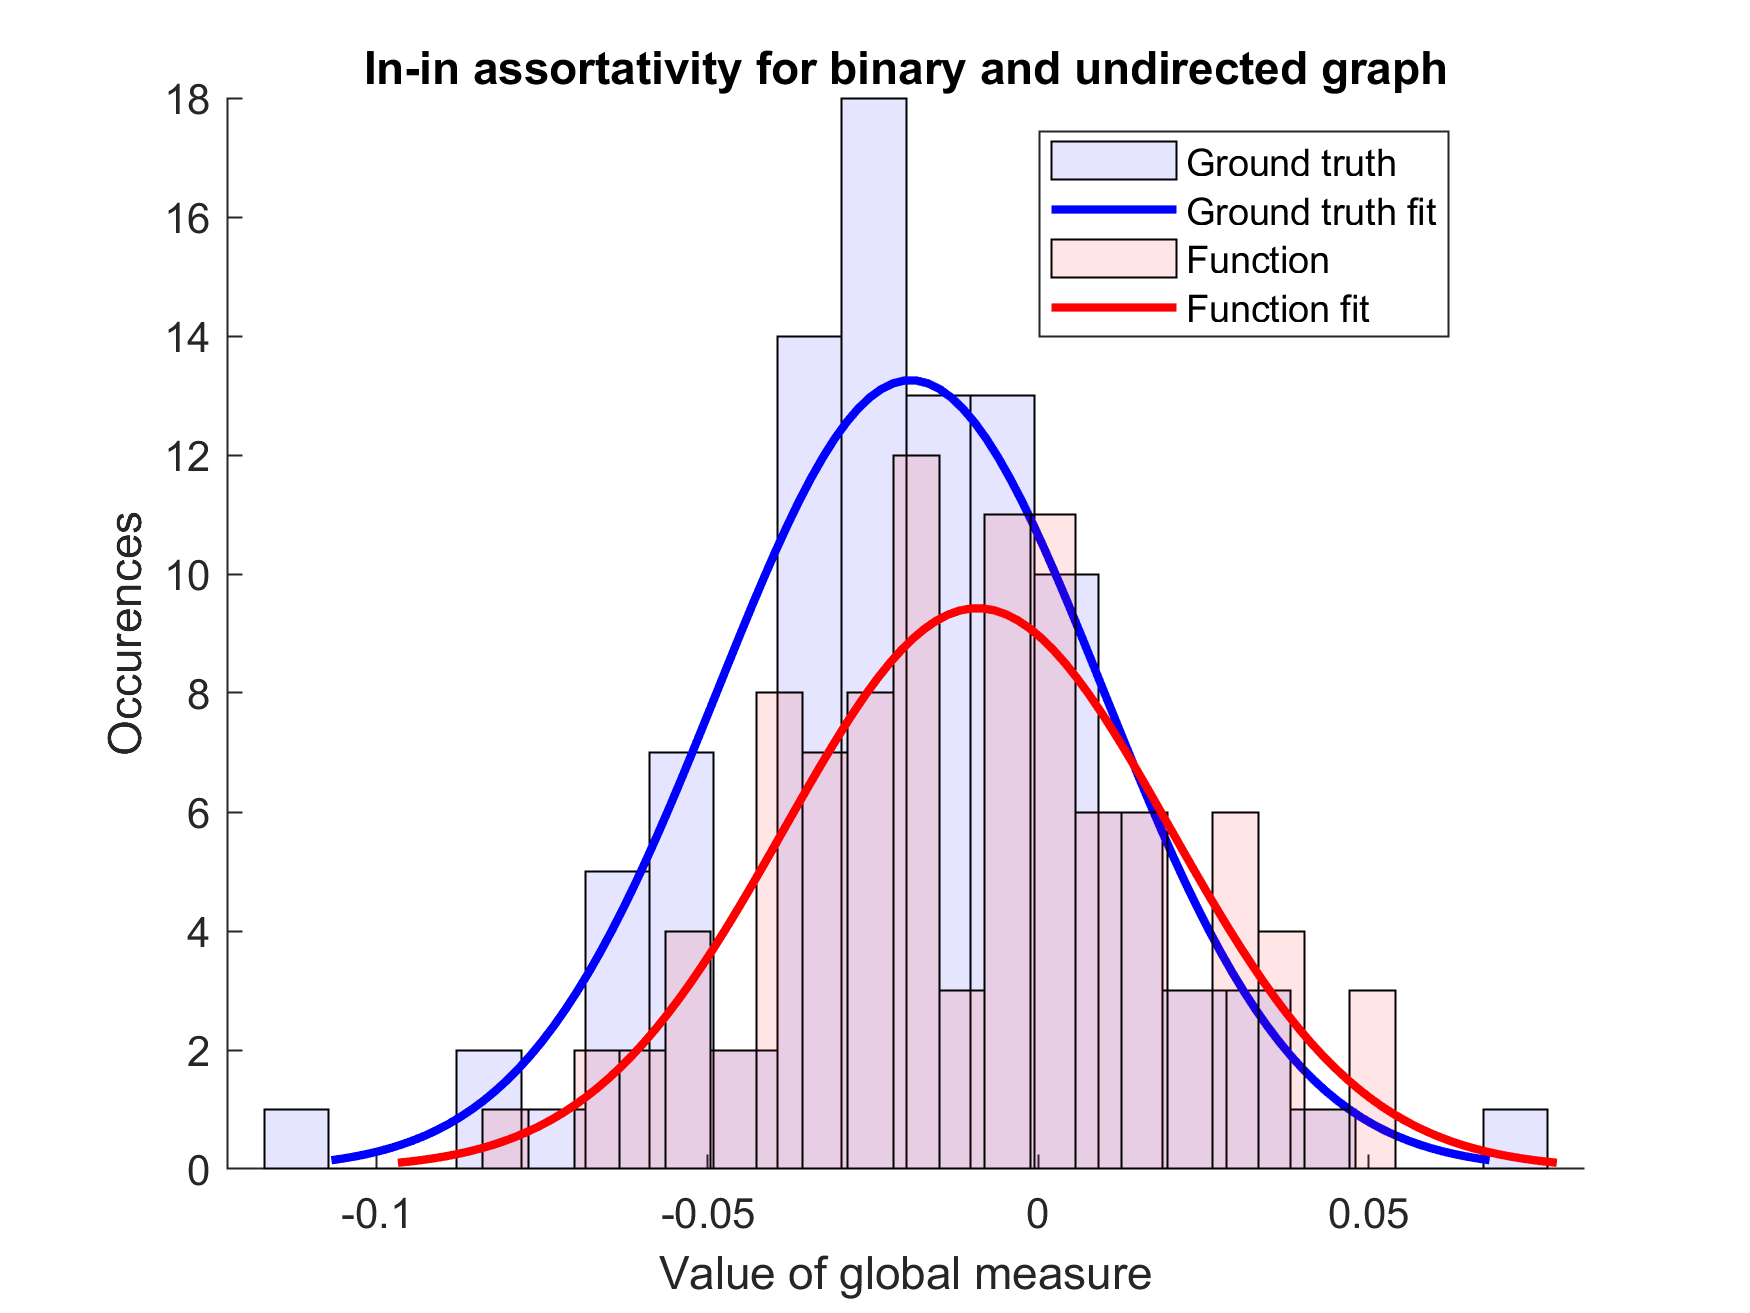 In-in assortativity for binary and undirected graph
18
16
14
12
10
8
6
4
2
0
Occurences
Ground truth
Ground truth fit
Function
Function fit
-0.1
-0.05
0
0.05
Value of global measure